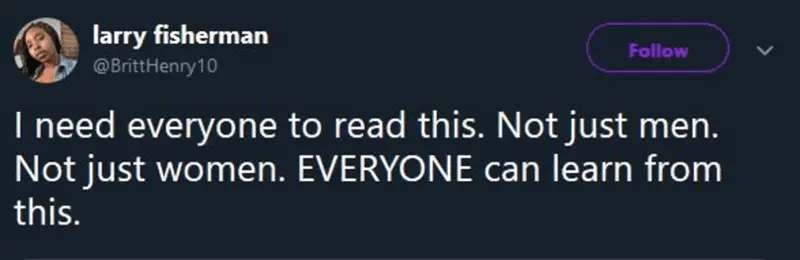 larry fisherman
@BrittHenry10
Follow
I need everyone to read this. Not just men.
Not just women. EVERYONE can learn from
this.